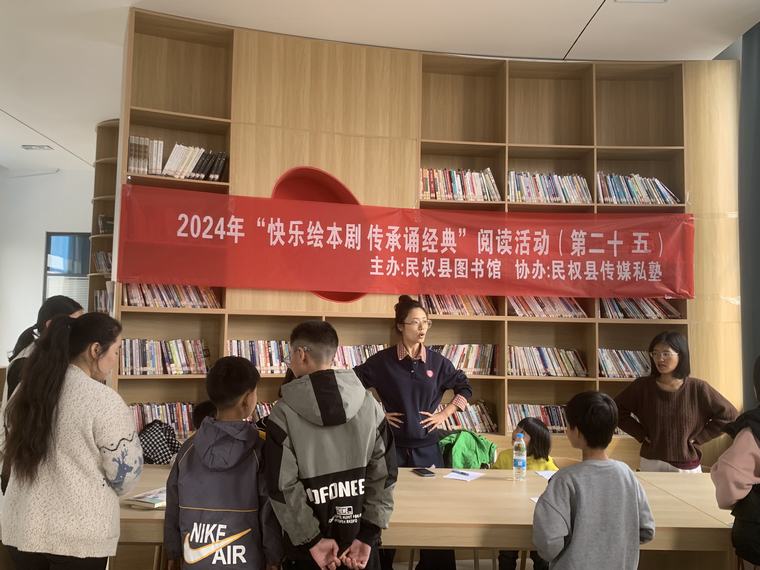 2024年“快乐绘本剧 传承诵经典”阅读活动（第二十 五）
主办:民权县图书馆 协办:民权县传媒私塾
NIKE
AIR
OFONEE